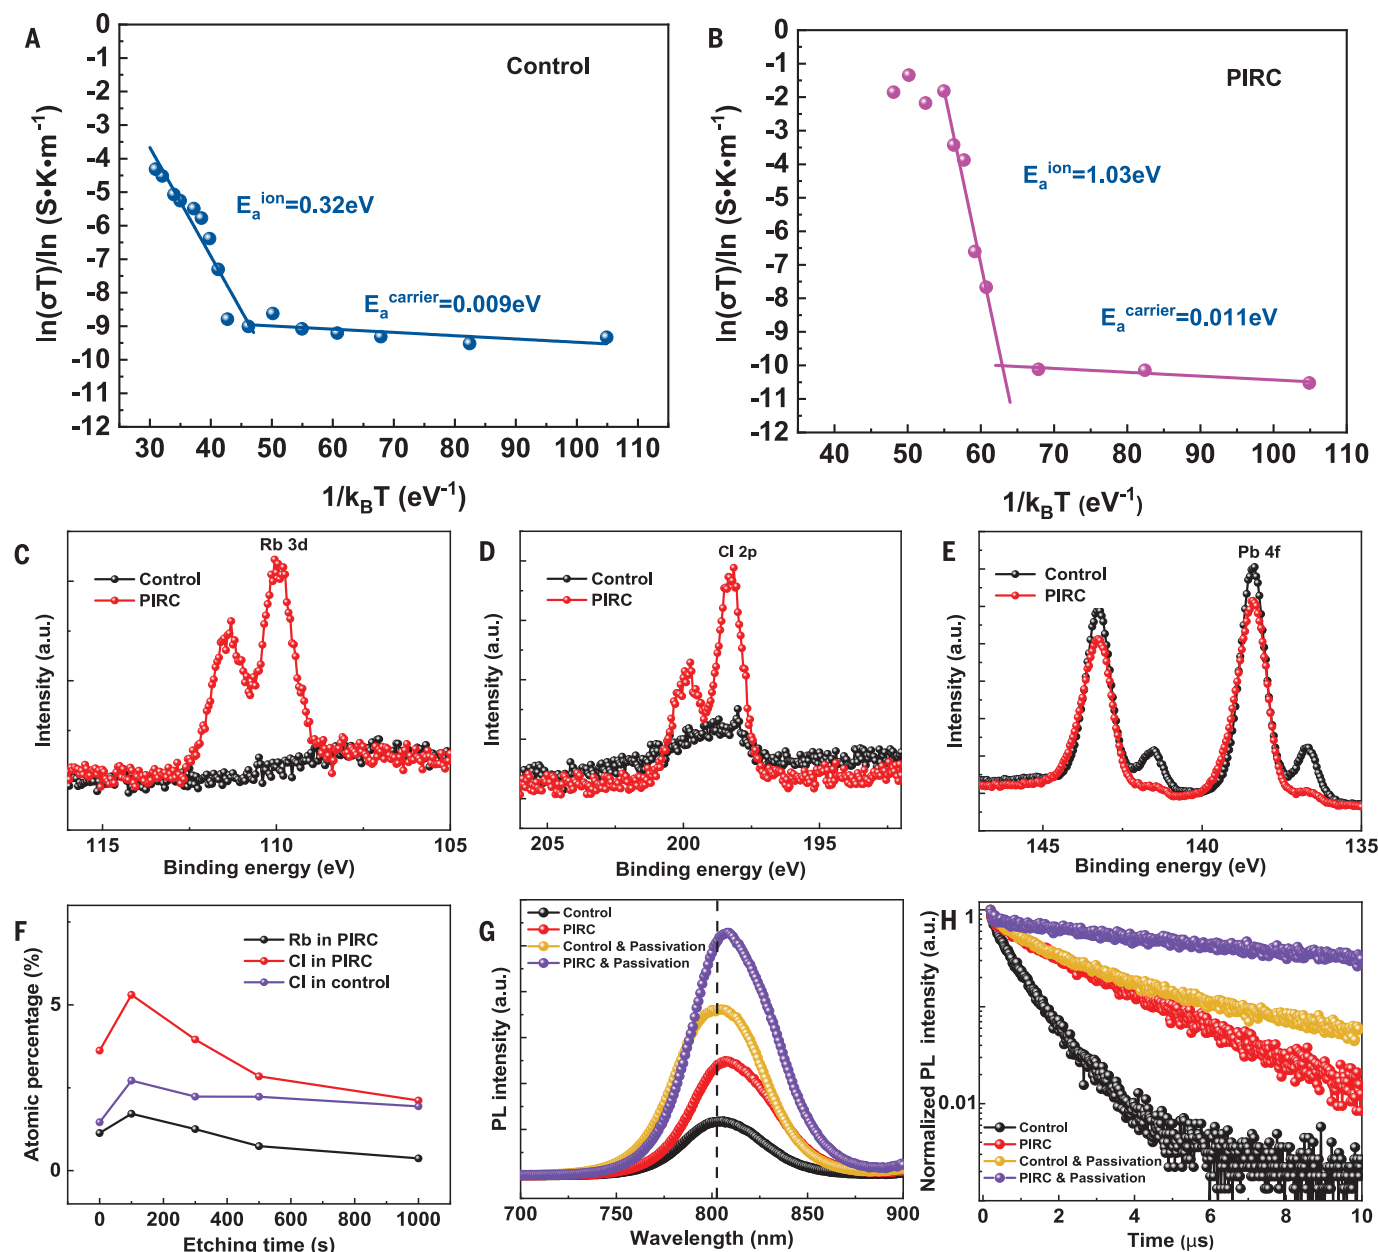 A
Control
E_a^ion=0.32eV
E_a^carrier=0.009eV
ln(σT)/ln (S·K·m⁻¹)
0
-1
-2
-3
-4
-5
-6
-7
-8
-9
-10
-11
-12
30 40 50 60 70 80 90 100 110
1/k_BT (eV⁻¹)
B
PIRC
E_a^ion=1.03eV
E_a^carrier=0.011eV
ln(σT)/ln (S·K·m⁻¹)
0
-1
-2
-3
-4
-5
-6
-7
-8
-9
-10
-11
-12
40 50 60 70 80 90 100 110
1/k_BT (eV⁻¹)
C
Rb 3d
Control
PIRC
Intensity (a.u.)
115 110 105
Binding energy (eV)
D
Cl 2p
Control
PIRC
Intensity (a.u.)
205 200 195
Binding energy (eV)
E
Pb 4f
Control
PIRC
Intensity (a.u.)
145 140 135
Binding energy (eV)
F
Rb in PIRC
Cl in PIRC
Cl in control
Atomic percentage (%)
5
0
0 200 400 600 800 1000
Etching time (s)
G
Control
PIRC
Control & Passivation
PIRC & Passivation
PL intensity (a.u.)
700 750 800 850 900
Wavelength (nm)
H
Normalized PL intensity (a.u.)
1
0.1
0.01
Control
PIRC
Control & Passivation
PIRC & Passivation
0 2 4 6 8 10
Time (μs)